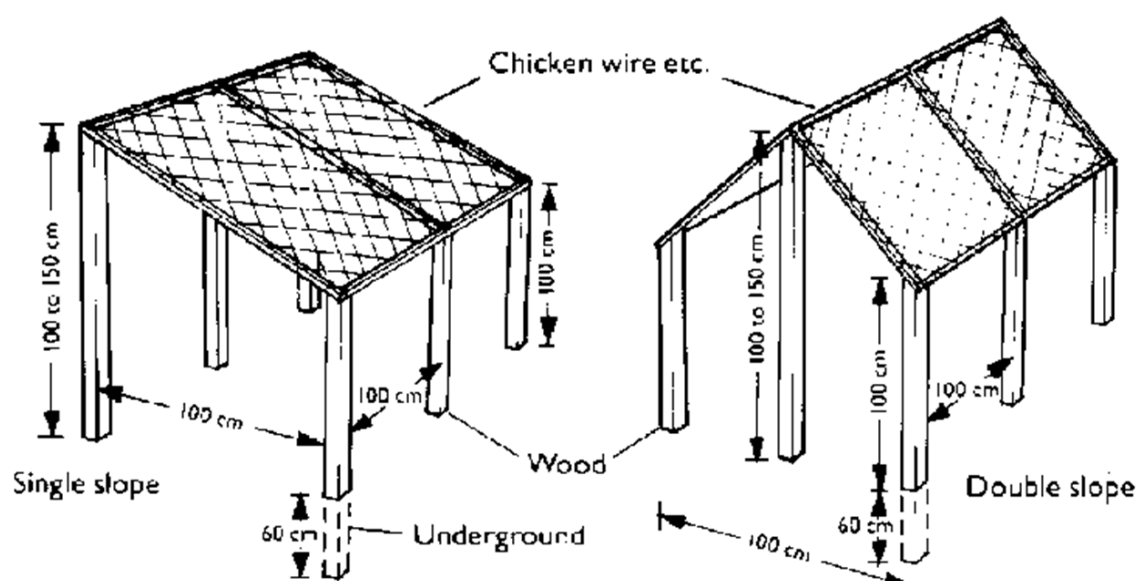 Chicken wire etc.
100 to 150 cm
100 cm
100 cm
100 cm
Single slope
60 cm
Underground
Wood
100 to 150 cm
100 cm
100 cm
Double slope
60 cm
100 cm